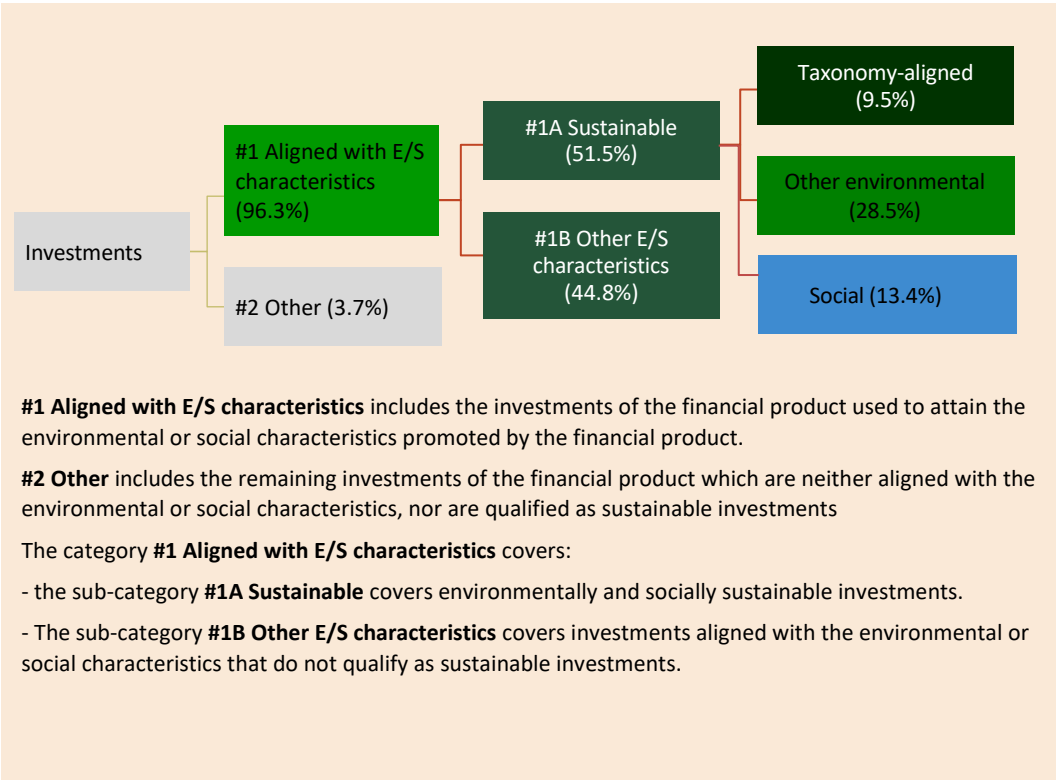 Investments
#1 Aligned with E/S
characteristics
(96.3%)
#2 Other (3.7%)
#1A Sustainable
(51.5%)
#1B Other E/S
characteristics
(44.8%)
Taxonomy-aligned
(9.5%)
Other environmental
(28.5%)
Social (13.4%)
#1 Aligned with E/S characteristics includes the investments of the financial product used to attain the
environmental or social characteristics promoted by the financial product.
#2 Other includes the remaining investments of the financial product which are neither aligned with the
environmental or social characteristics, nor are qualified as sustainable investments
The category #1 Aligned with E/S characteristics covers:
- the sub-category #1A Sustainable covers environmentally and socially sustainable investments.
- The sub-category #1B Other E/S characteristics covers investments aligned with the environmental or
social characteristics that do not qualify as sustainable investments.